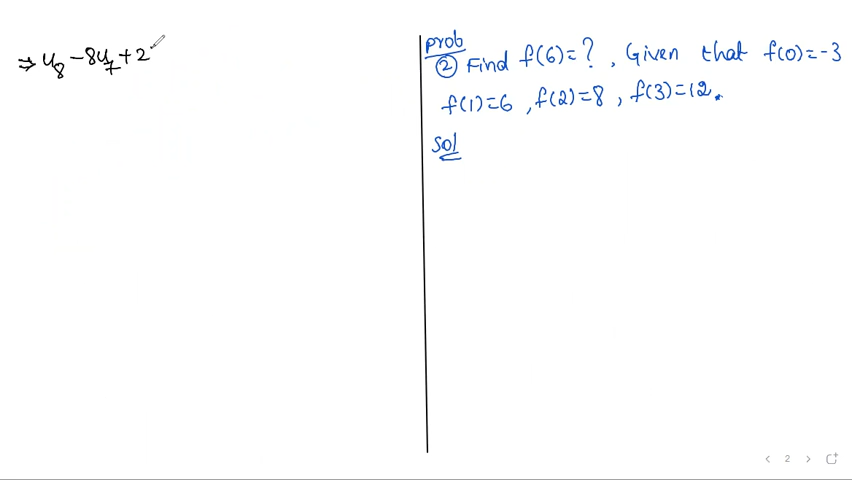 ⇒ u₈ - 8u₇ + 2
prob
② Find f(6)=? , Given that f(0)=-3
f(1)=6 , f(2)=8 , f(3)=12.
Sol
2